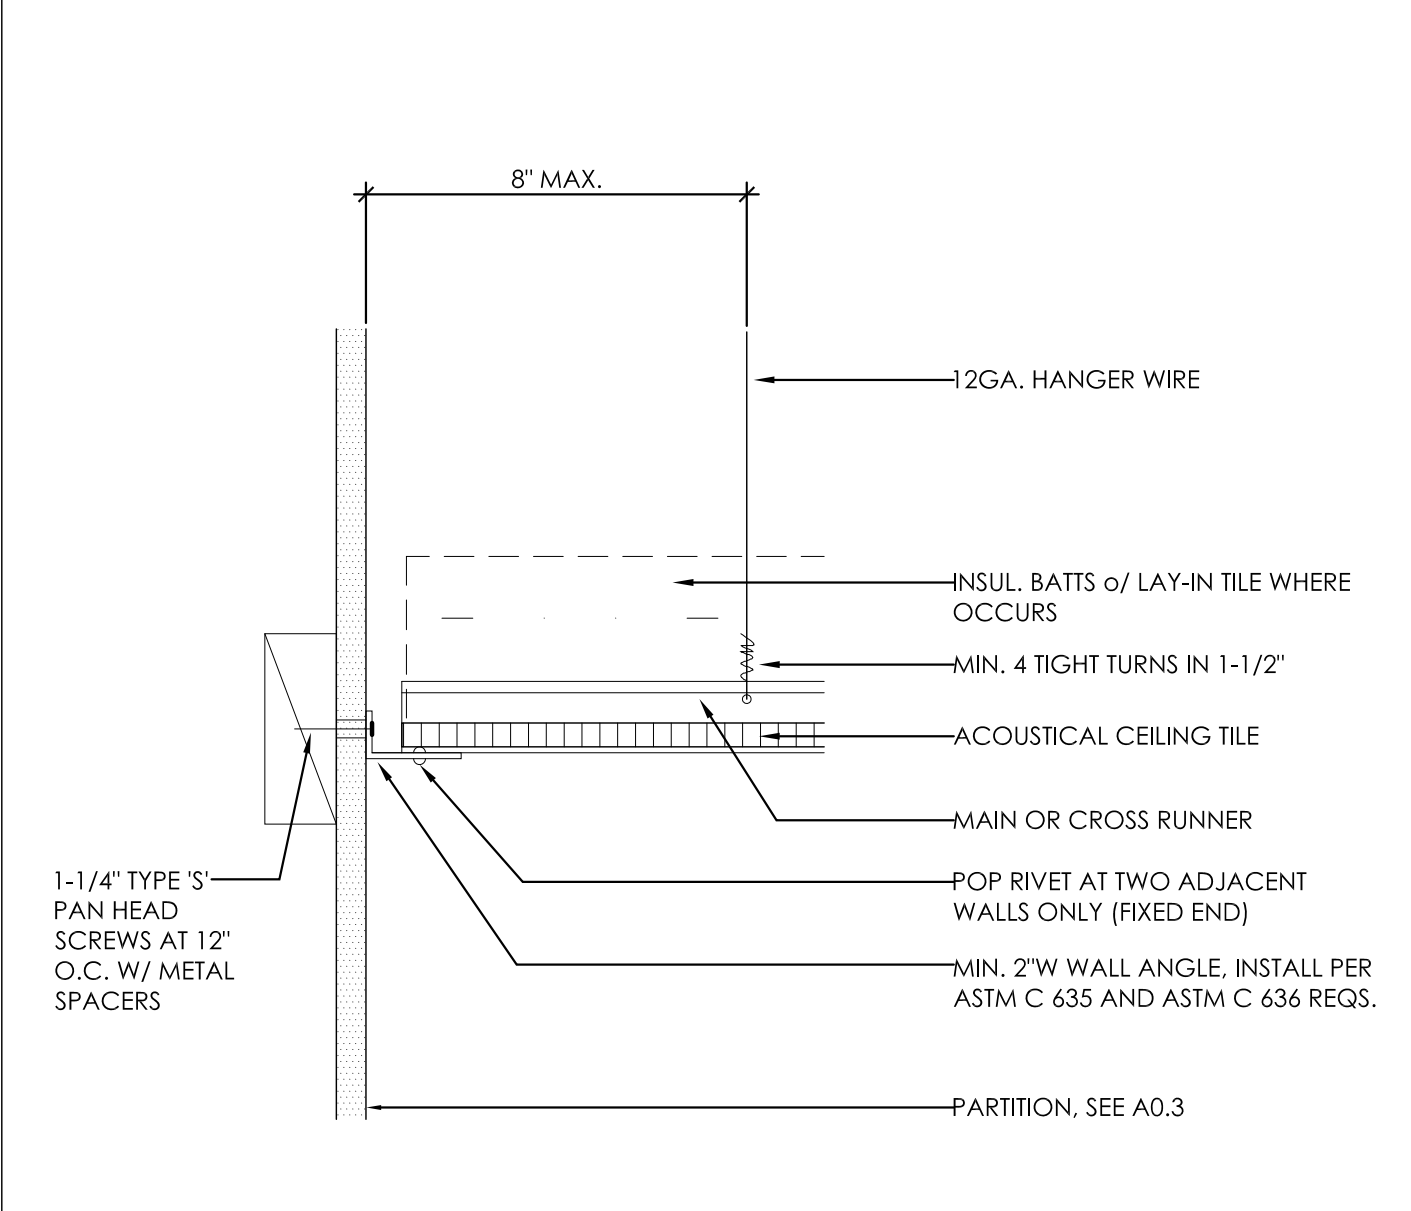 8" MAX.
12GA. HANGER WIRE
INSUL. BATTS o/ LAY-IN TILE WHERE
OCCURS
MIN. 4 TIGHT TURNS IN 1-1/2"
ACOUSTICAL CEILING TILE
MAIN OR CROSS RUNNER
POP RIVET AT TWO ADJACENT
WALLS ONLY (FIXED END)
MIN. 2"W WALL ANGLE, INSTALL PER
ASTM C 635 AND ASTM C 636 REQS.
PARTITION, SEE A0.3
1-1/4" TYPE 'S'
PAN HEAD
SCREWS AT 12"
O.C. W/ METAL
SPACERS